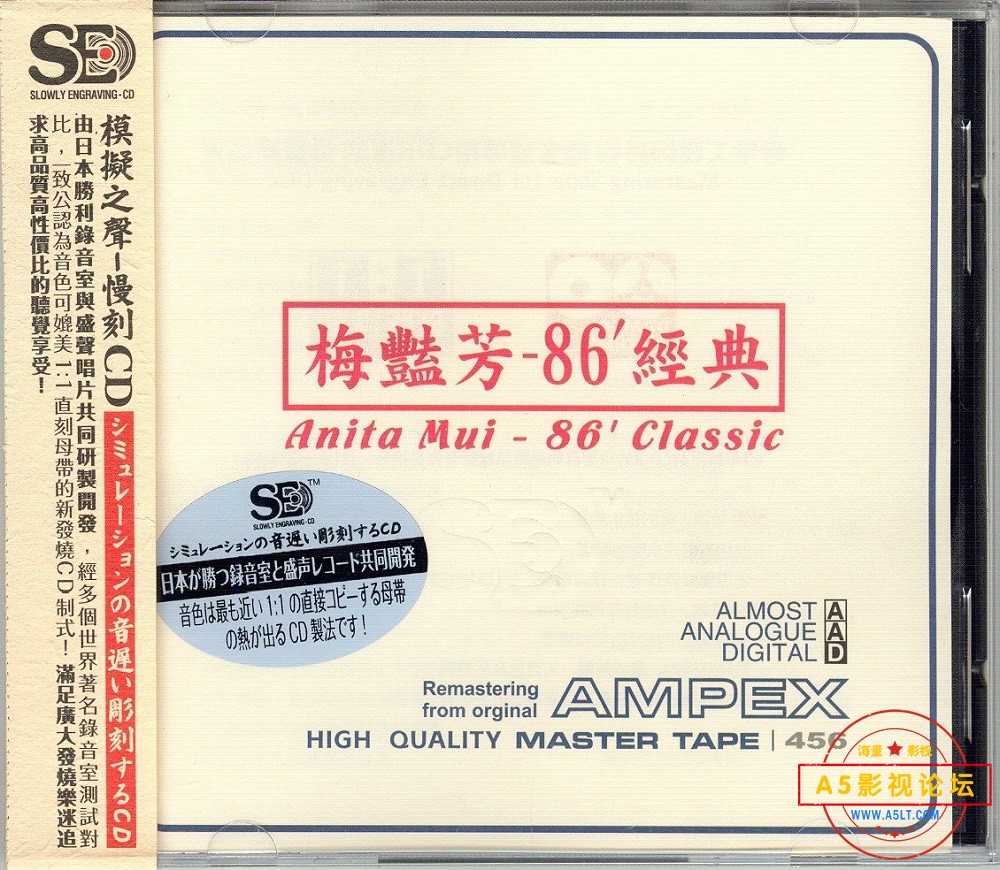 SED
SLOWLY ENGRAVING-CD
模擬之聲-慢刻CD
シミュレーションの音遅い彫刻するCD
由日本勝利錄音室與盛聲唱片共同研製開發，經多個世界著名錄音室測試對
比，一致公認為音色可媲美1:1直刻母帶的新發燒CD制式！滿足廣大發燒樂迷追
求高品質高性價比的聽覺享受！
梅艷芳-86'經典
Anita Mui - 86' Classic
SED™
SLOWLY ENGRAVING-CD
シミュレーションの音遅い彫刻するCD
日本が勝つ録音室と盛声レコード共同開発
音色は最も近い1:1の直接コピーする母帯
の熱が出るCD製法です！
ALMOST A
ANALOGUE A
DIGITAL D
Remastering
from orginal AMPEX
HIGH QUALITY MASTER TAPE | 456
海量★影视
A5影视论坛
WWW.A5LT.COM